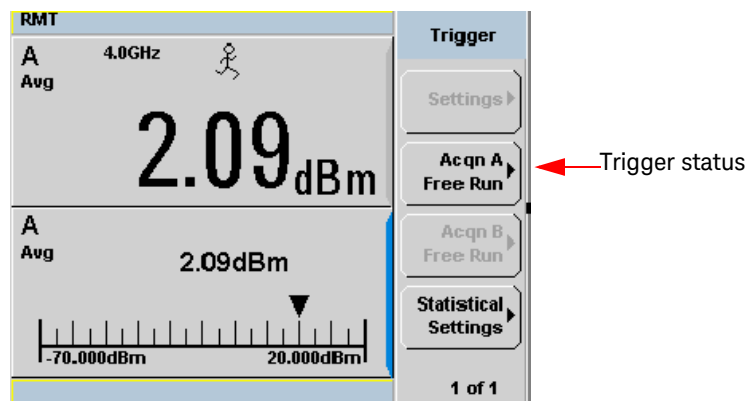 RMT
A
4.0GHz
Avg
2.09dBm
A
Avg
2.09dBm
-70.000dBm
20.000dBm
Trigger
Settings
Acqn A
Free Run
Acqn B
Free Run
Statistical
Settings
1 of 1
Trigger status